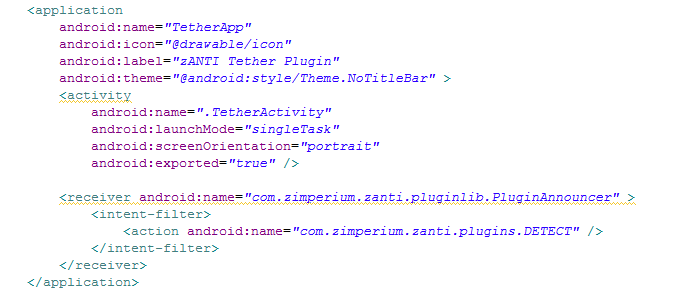 <application
android:name="TetherApp"
android:icon="@drawable/icon"
android:label="zANTI Tether Plugin"
android:theme="@android:style/Theme.NoTitleBar" >
<activity
android:name=".TetherActivity"
android:launchMode="singleTask"
android:screenOrientation="portrait"
android:exported="true" />
<receiver android:name="com.zimperium.zanti.pluginlib.PluginAnnouncer" >
<intent-filter>
<action android:name="com.zimperium.zanti.plugins.DETECT" />
</intent-filter>
</receiver>
</application>